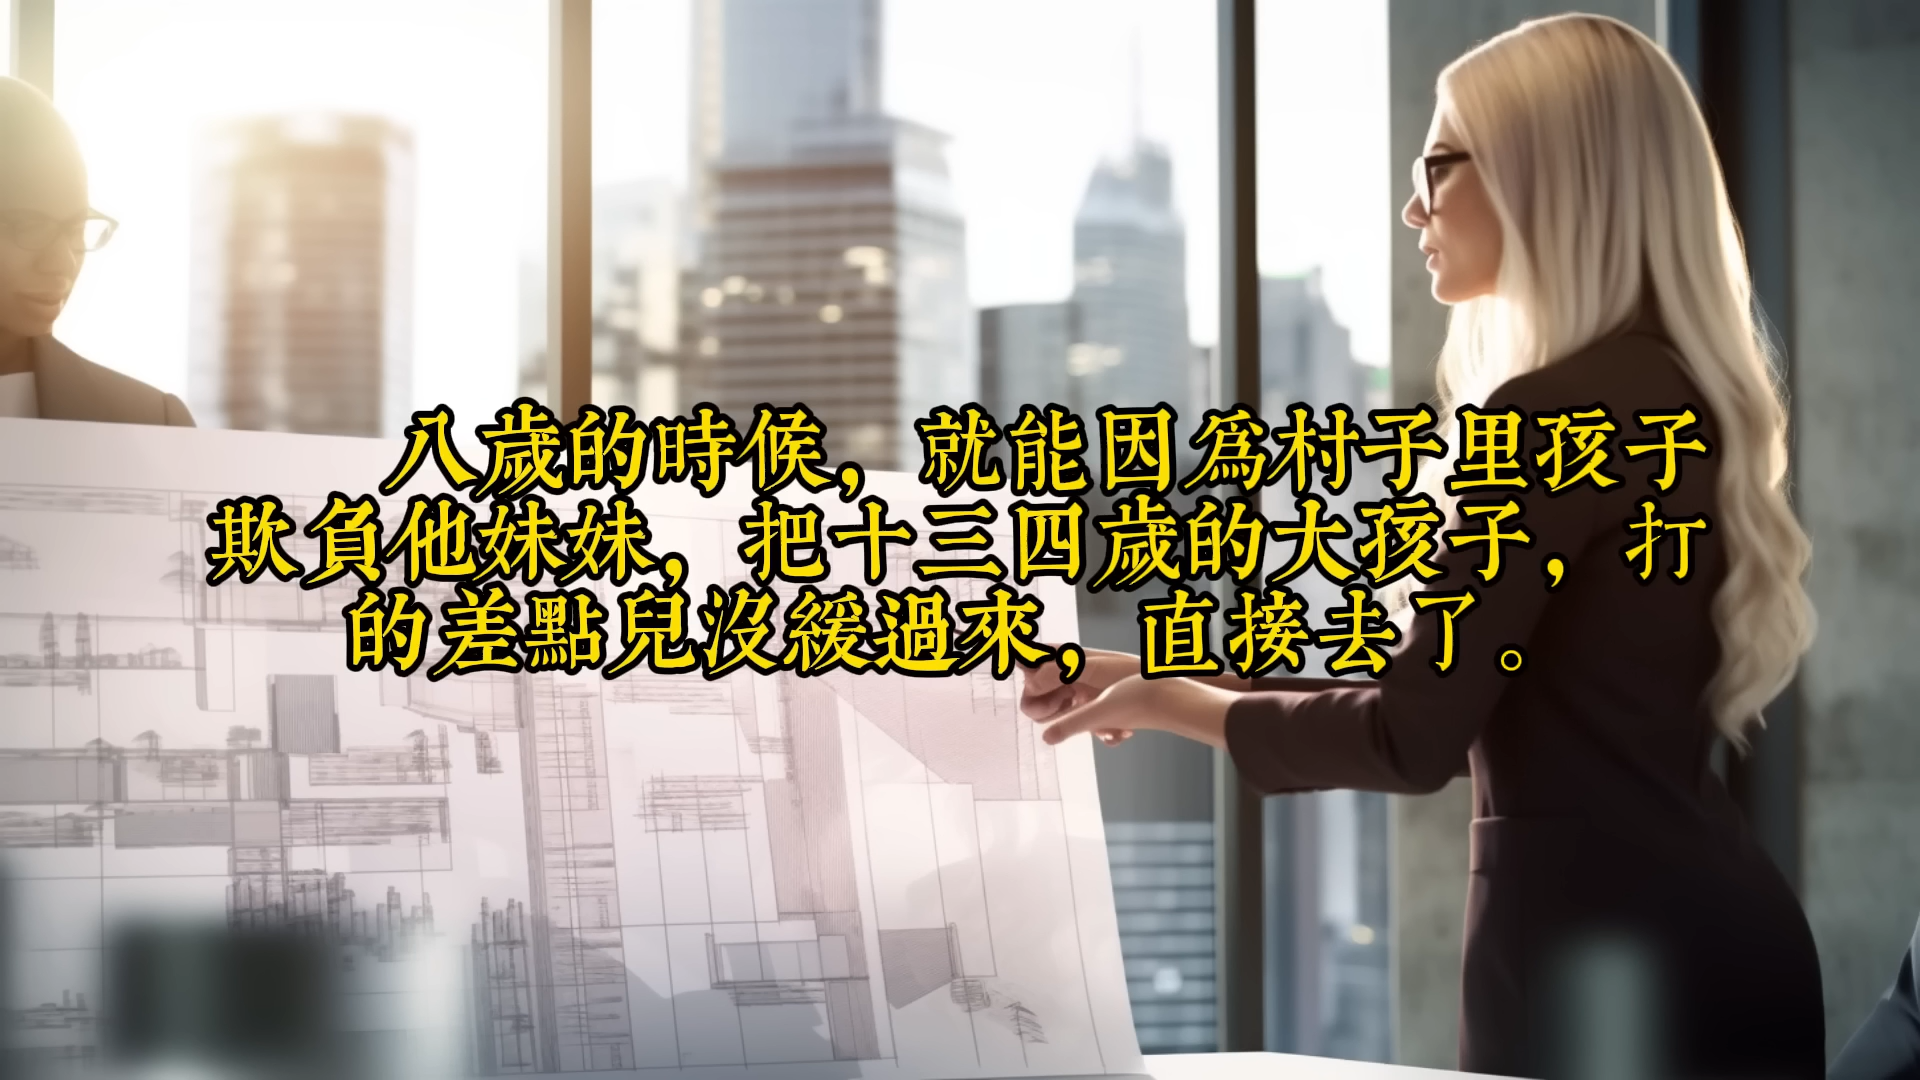 八歲的時候，就能因爲村子里孩子
欺負他妹妹，把十三四歲的大孩子，打
的差點兒沒緩過來，直接去了。